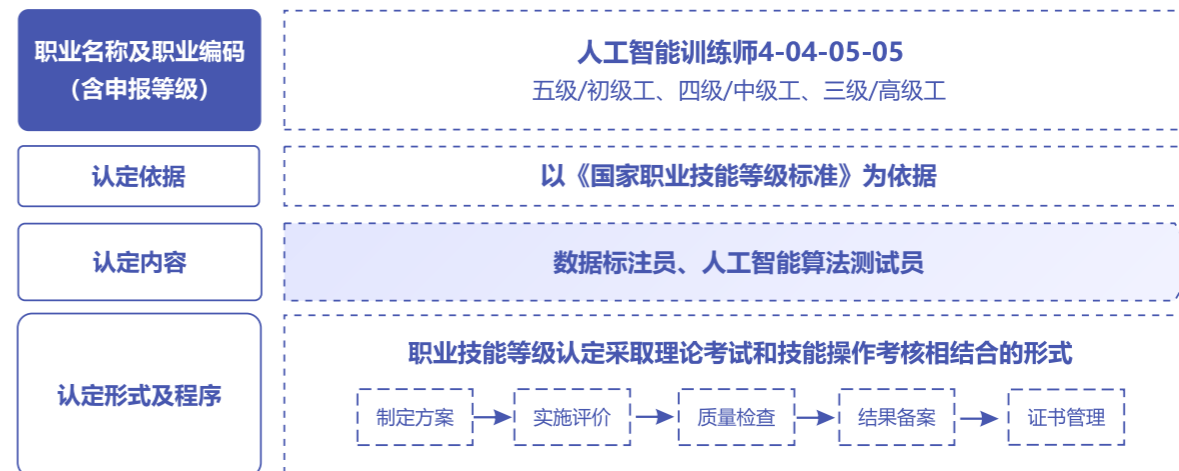 职业名称及职业编码
（含申报等级）
人工智能训练师4-04-05-05
五级/初级工、四级/中级工、三级/高级工
认定依据
以《国家职业技能等级标准》为依据
认定内容
数据标注员、人工智能算法测试员
认定形式及程序
职业技能等级认定采取理论考试和技能操作考核相结合的形式
制定方案
实施评价
质量检查
结果备案
证书管理